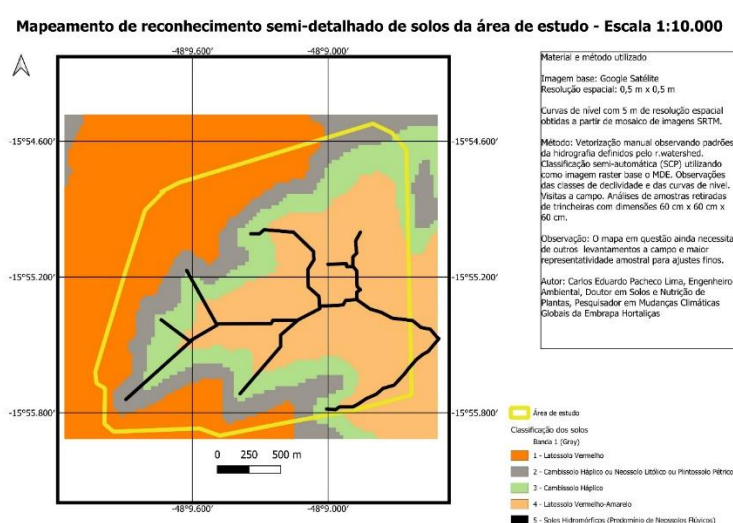 Mapeamento de reconhecimento semi-detalhado de solos da área de estudo - Escala 1:10.000
-48°9.600' -48°9.000'
Material e método utilizado
Imagem base: Google Satélite
Resolução espacial: 0,5 m x 0,5 m
Curvas de nível com 5 m de resolução espacial
obtidas a partir de mosaico de imagens SRTM.
Método: Vetorização manual observando padrões
da hidrografia definidos pelo r.watershed.
Classificação semi-automática (SCP) utilizando
como imagem raster base o MDE. Observações
das classes de declividade e das curvas de nível.
Visitas a campo. Análises de amostras retiradas
de trincheiras com dimensões 60 cm x 60 cm x
60 cm.
Observação: O mapa em questão ainda necessita
de outros levantamentos a campo e maior
representatividade amostral para ajustes finos.
Autor: Carlos Eduardo Pacheco Lima, Engenheiro
Ambiental, Doutor em Solos e Nutrição de
Plantas, Pesquisador em Mudanças Climáticas
Globais da Embrapa Hortaliças
-15°54.600' -15°54.600'
-15°55.200' -15°55.200'
-15°55.800' -15°55.800'
0 250 500 m
-48°9.600' -48°9.000'
Área de estudo
Classificação dos solos
Banda 1 (Gray)
1 - Latossolo Vermelho
2 - Cambissolo Háplico ou Neossolo Litólico ou Plintossolo Pétrico
3 - Cambissolo Háplico
4 - Latossolo Vermelho-Amarelo
5 - Solos Hidromórficos (Predomínio de Neossolos Flúvicos)